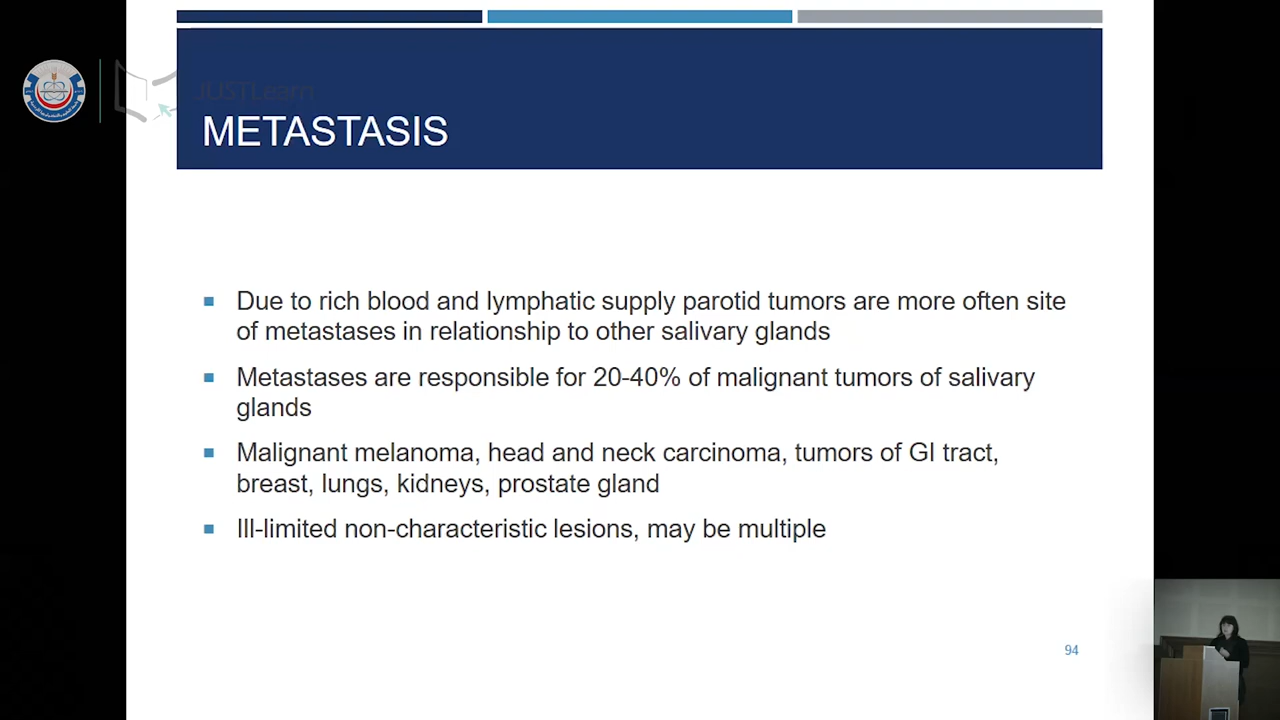 JUSTLearn
METASTASIS
Due to rich blood and lymphatic supply parotid tumors are more often site
of metastases in relationship to other salivary glands
Metastases are responsible for 20-40% of malignant tumors of salivary
glands
Malignant melanoma, head and neck carcinoma, tumors of GI tract,
breast, lungs, kidneys, prostate gland
Ill-limited non-characteristic lesions, may be multiple
94